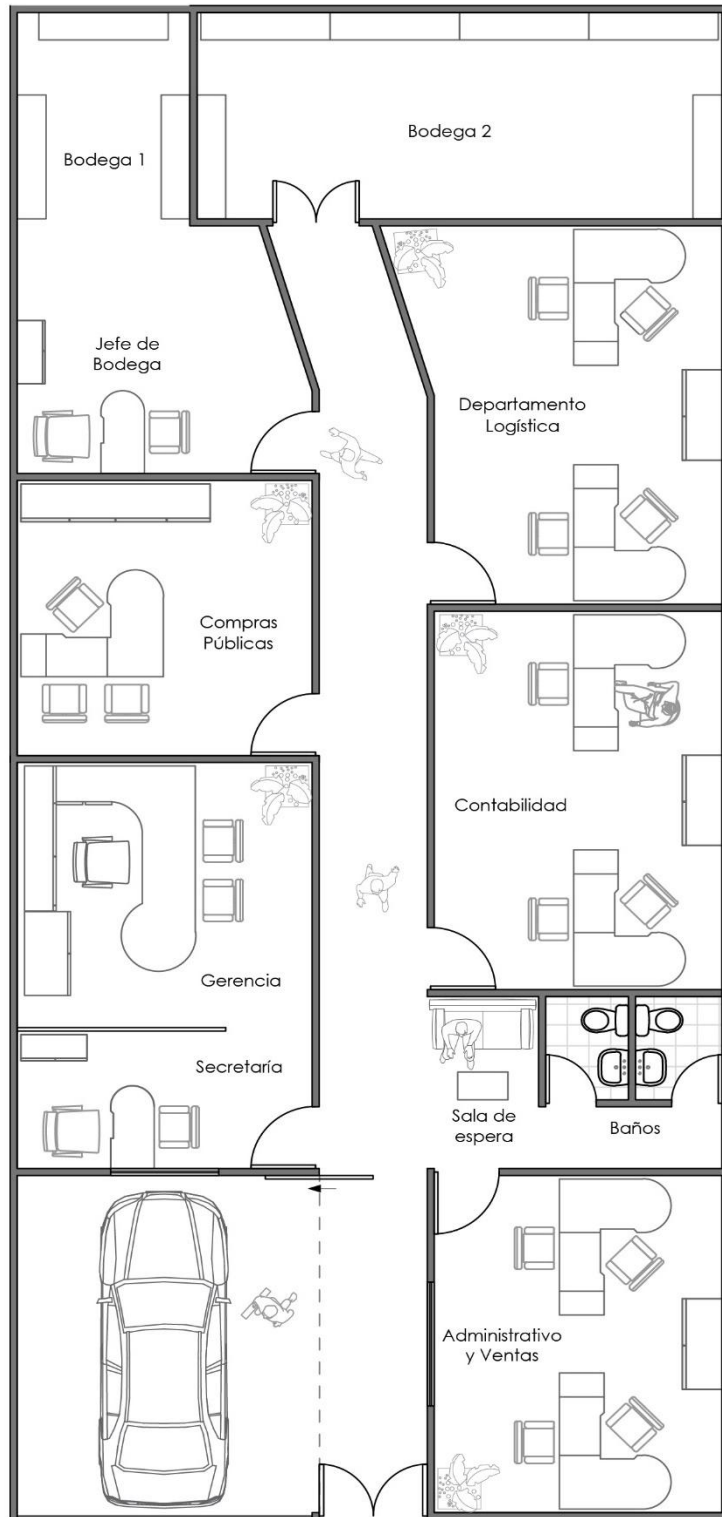 Bodega 1
Bodega 2
Jefe de
Bodega
Departamento
Logística
Compras
Públicas
Contabilidad
Gerencia
Secretaría
Sala de
espera
Baños
Administrativo
y Ventas